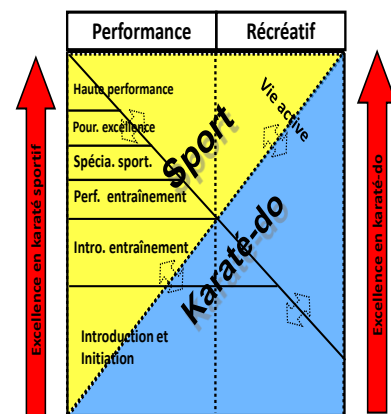 Performance
Récréatif
Haute performance
Pour. excellence
Spécia. sport.
Perf. entraînement
Intro. entraînement
Introduction et
Initiation
Sport
Karaté-do
Vie active
Excellence en karaté sportif
Excellence en karaté-do